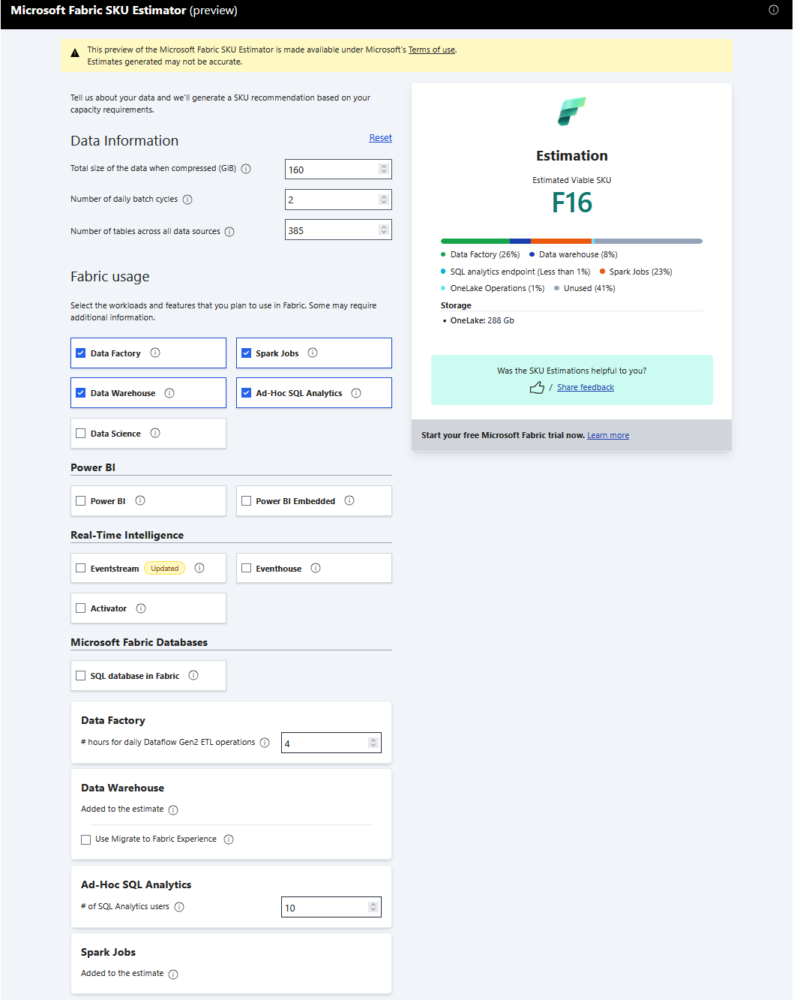 Microsoft Fabric SKU Estimator (preview)
This preview of the Microsoft Fabric SKU Estimator is made available under Microsoft's Terms of use.
Estimates generated may not be accurate.
Tell us about your data and we'll generate a SKU recommendation based on your
capacity requirements.
Data Information
Reset
Total size of the data when compressed (GiB)
160
Number of daily batch cycles
2
Number of tables across all data sources
385
Fabric usage
Select the workloads and features that you plan to use in Fabric. Some may require
additional information.
Data Factory
Spark Jobs
Data Warehouse
Ad-Hoc SQL Analytics
Data Science
Power BI
Power BI
Power BI Embedded
Real-Time Intelligence
Eventstream Updated
Eventhouse
Activator
Microsoft Fabric Databases
SQL database in Fabric
Data Factory
# hours for daily Dataflow Gen2 ETL operations
4
Data Warehouse
Added to the estimate
Use Migrate to Fabric Experience
Ad-Hoc SQL Analytics
# of SQL Analytics users
10
Spark Jobs
Added to the estimate
Estimation
Estimated Viable SKU
F16
Data Factory (26%) Data warehouse (8%)
SQL analytics endpoint (Less than 1%) Spark Jobs (23%)
OneLake Operations (1%) Unused (41%)
Storage
• OneLake: 288 Gb
Was the SKU Estimations helpful to you?
/ Share feedback
Start your free Microsoft Fabric trial now. Learn more